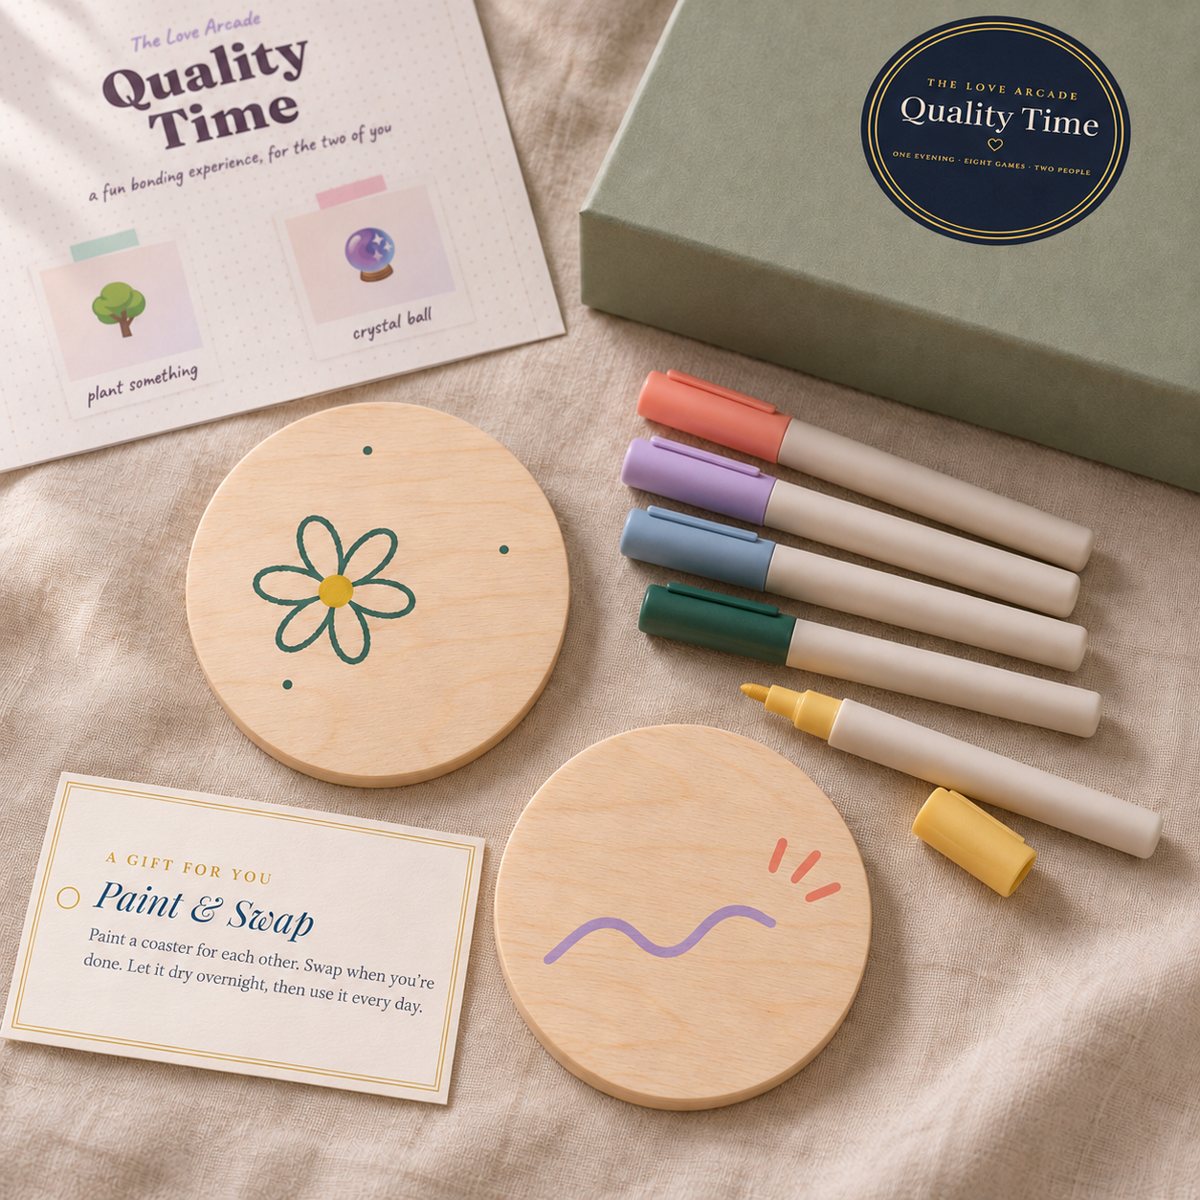 The Love Arcade
Quality
Time
a fun bonding experience, for the two of you
plant something
crystal ball
THE LOVE ARCADE
Quality Time
ONE EVENING · EIGHT GAMES · TWO PEOPLE
A GIFT FOR YOU
Paint & Swap
Paint a coaster for each other. Swap when you're
done. Let it dry overnight, then use it every day.